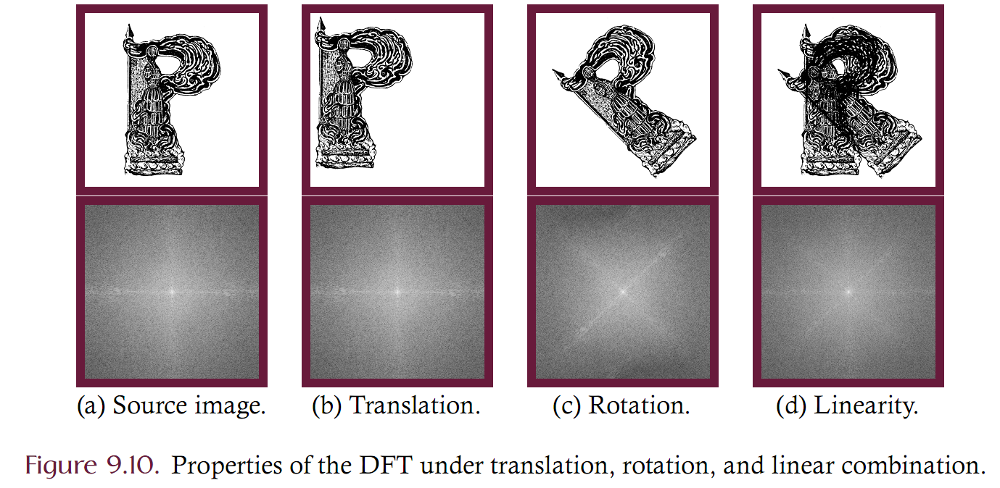 (a) Source image. (b) Translation. (c) Rotation. (d) Linearity.
Figure 9.10. Properties of the DFT under translation, rotation, and linear combination.